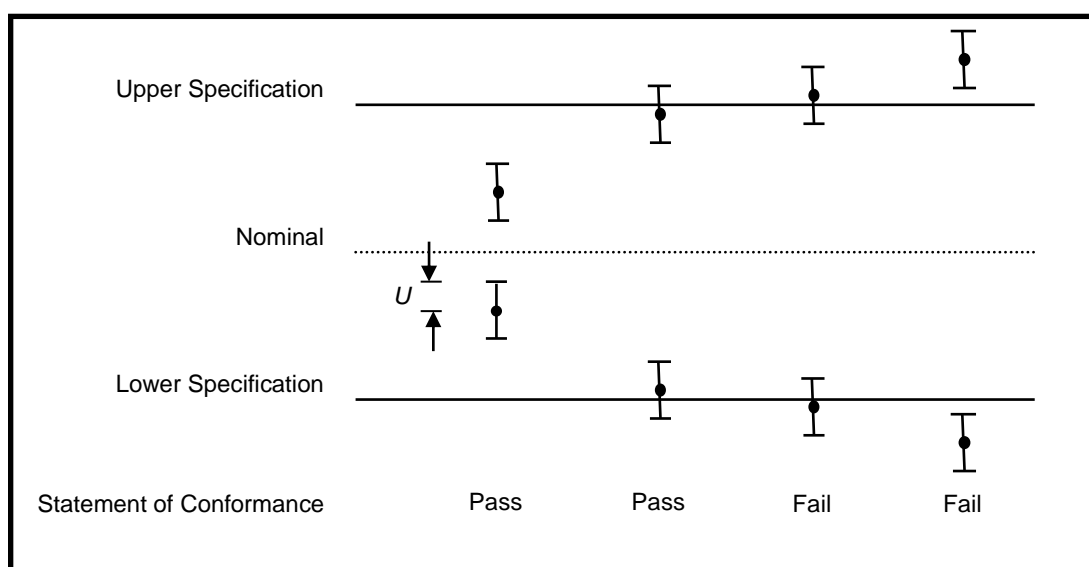 Upper Specification
Nominal
U
Lower Specification
Statement of Conformance Pass Pass Fail Fail